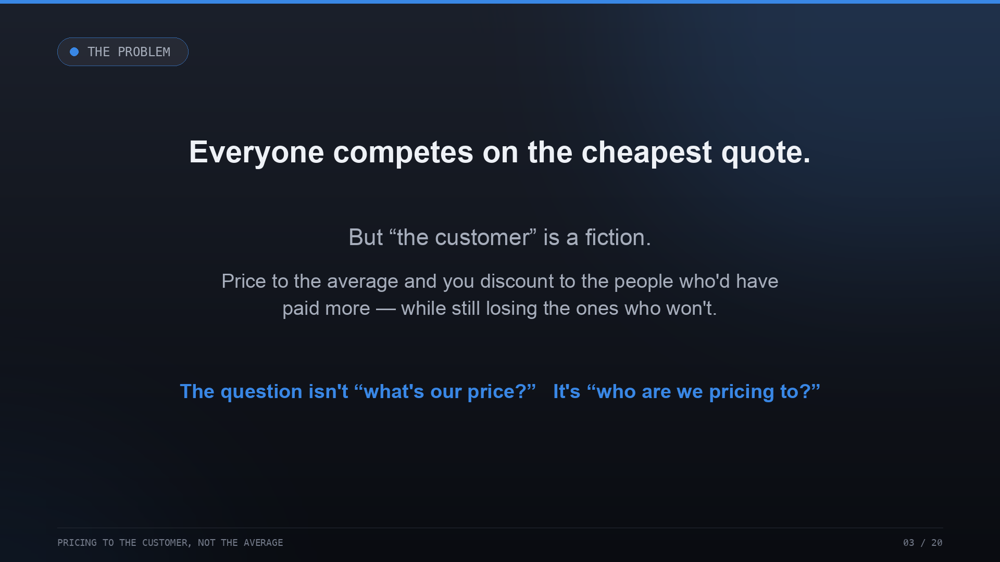 THE PROBLEM
Everyone competes on the cheapest quote.
But “the customer” is a fiction.
Price to the average and you discount to the people who'd have
paid more — while still losing the ones who won't.
The question isn't “what's our price?” It's “who are we pricing to?”
PRICING TO THE CUSTOMER, NOT THE AVERAGE
03 / 20